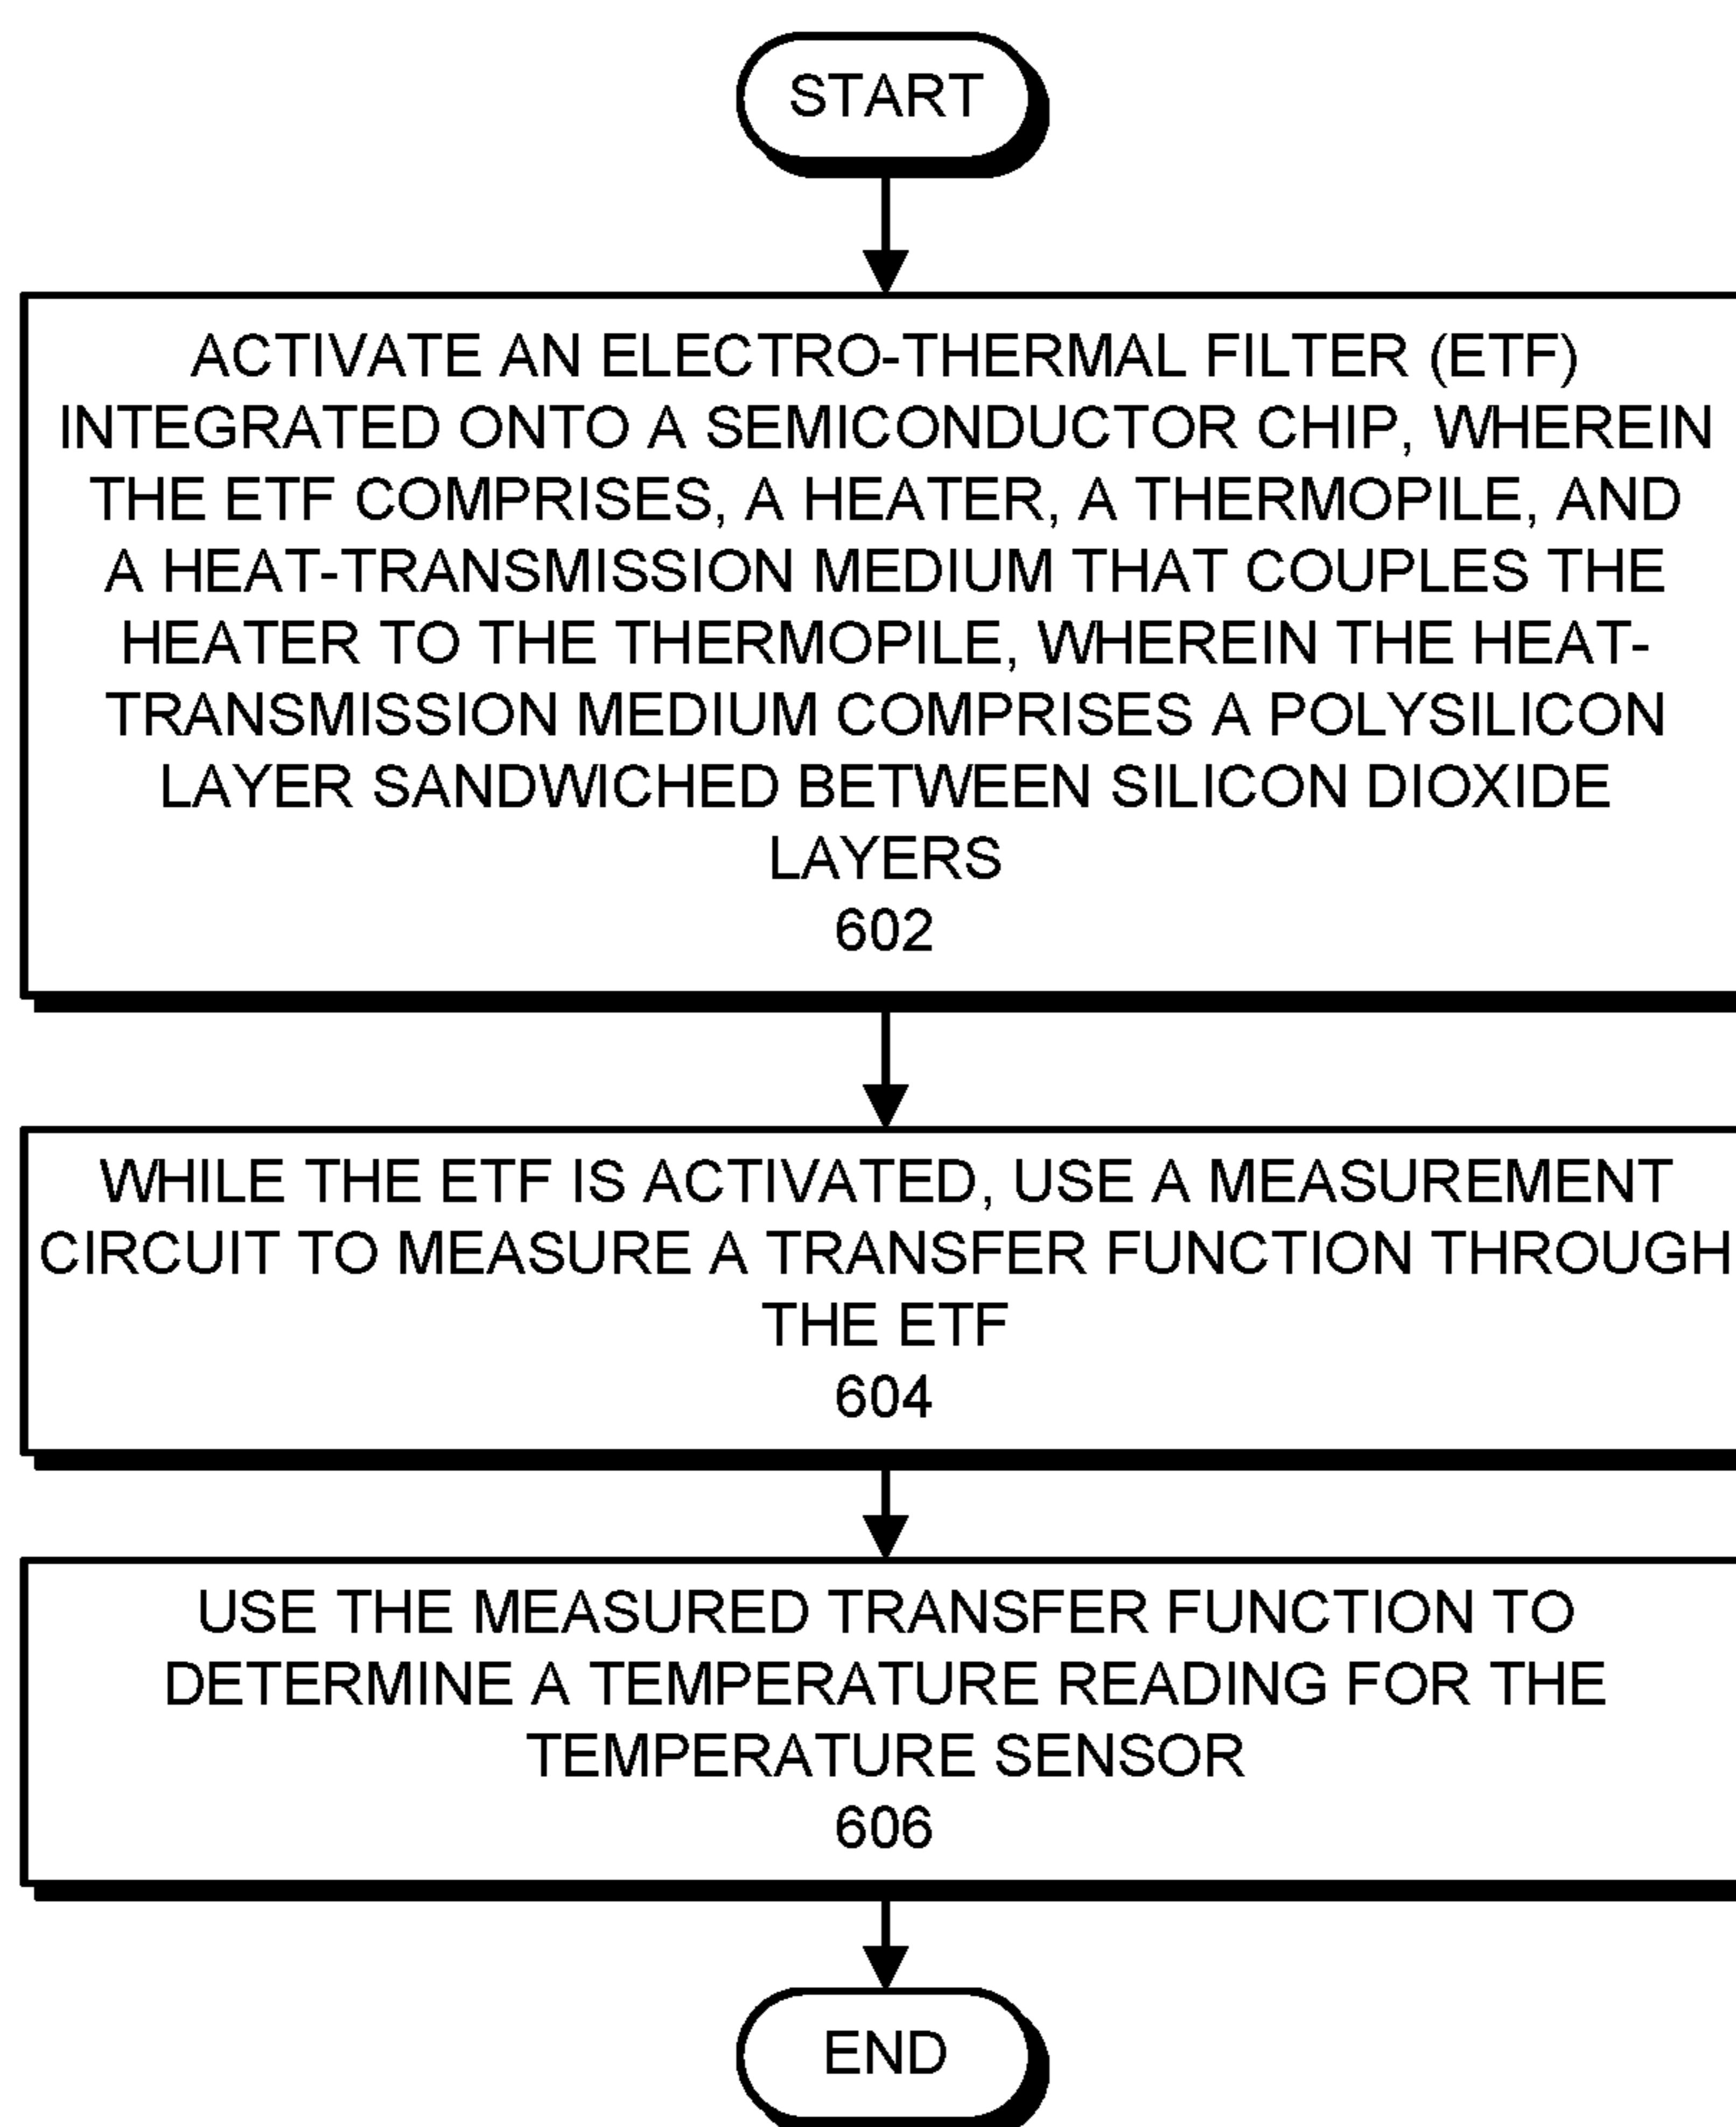 START
ACTIVATE AN ELECTRO-THERMAL FILTER (ETF)
INTEGRATED ONTO A SEMICONDUCTOR CHIP, WHEREIN
THE ETF COMPRISES, A HEATER, A THERMOPILE, AND
A HEAT-TRANSMISSION MEDIUM THAT COUPLES THE
HEATER TO THE THERMOPILE, WHEREIN THE HEAT-
TRANSMISSION MEDIUM COMPRISES A POLYSILICON
LAYER SANDWICHED BETWEEN SILICON DIOXIDE
LAYERS
602
WHILE THE ETF IS ACTIVATED, USE A MEASUREMENT
CIRCUIT TO MEASURE A TRANSFER FUNCTION THROUGH
THE ETF
604
USE THE MEASURED TRANSFER FUNCTION TO
DETERMINE A TEMPERATURE READING FOR THE
TEMPERATURE SENSOR
606
END